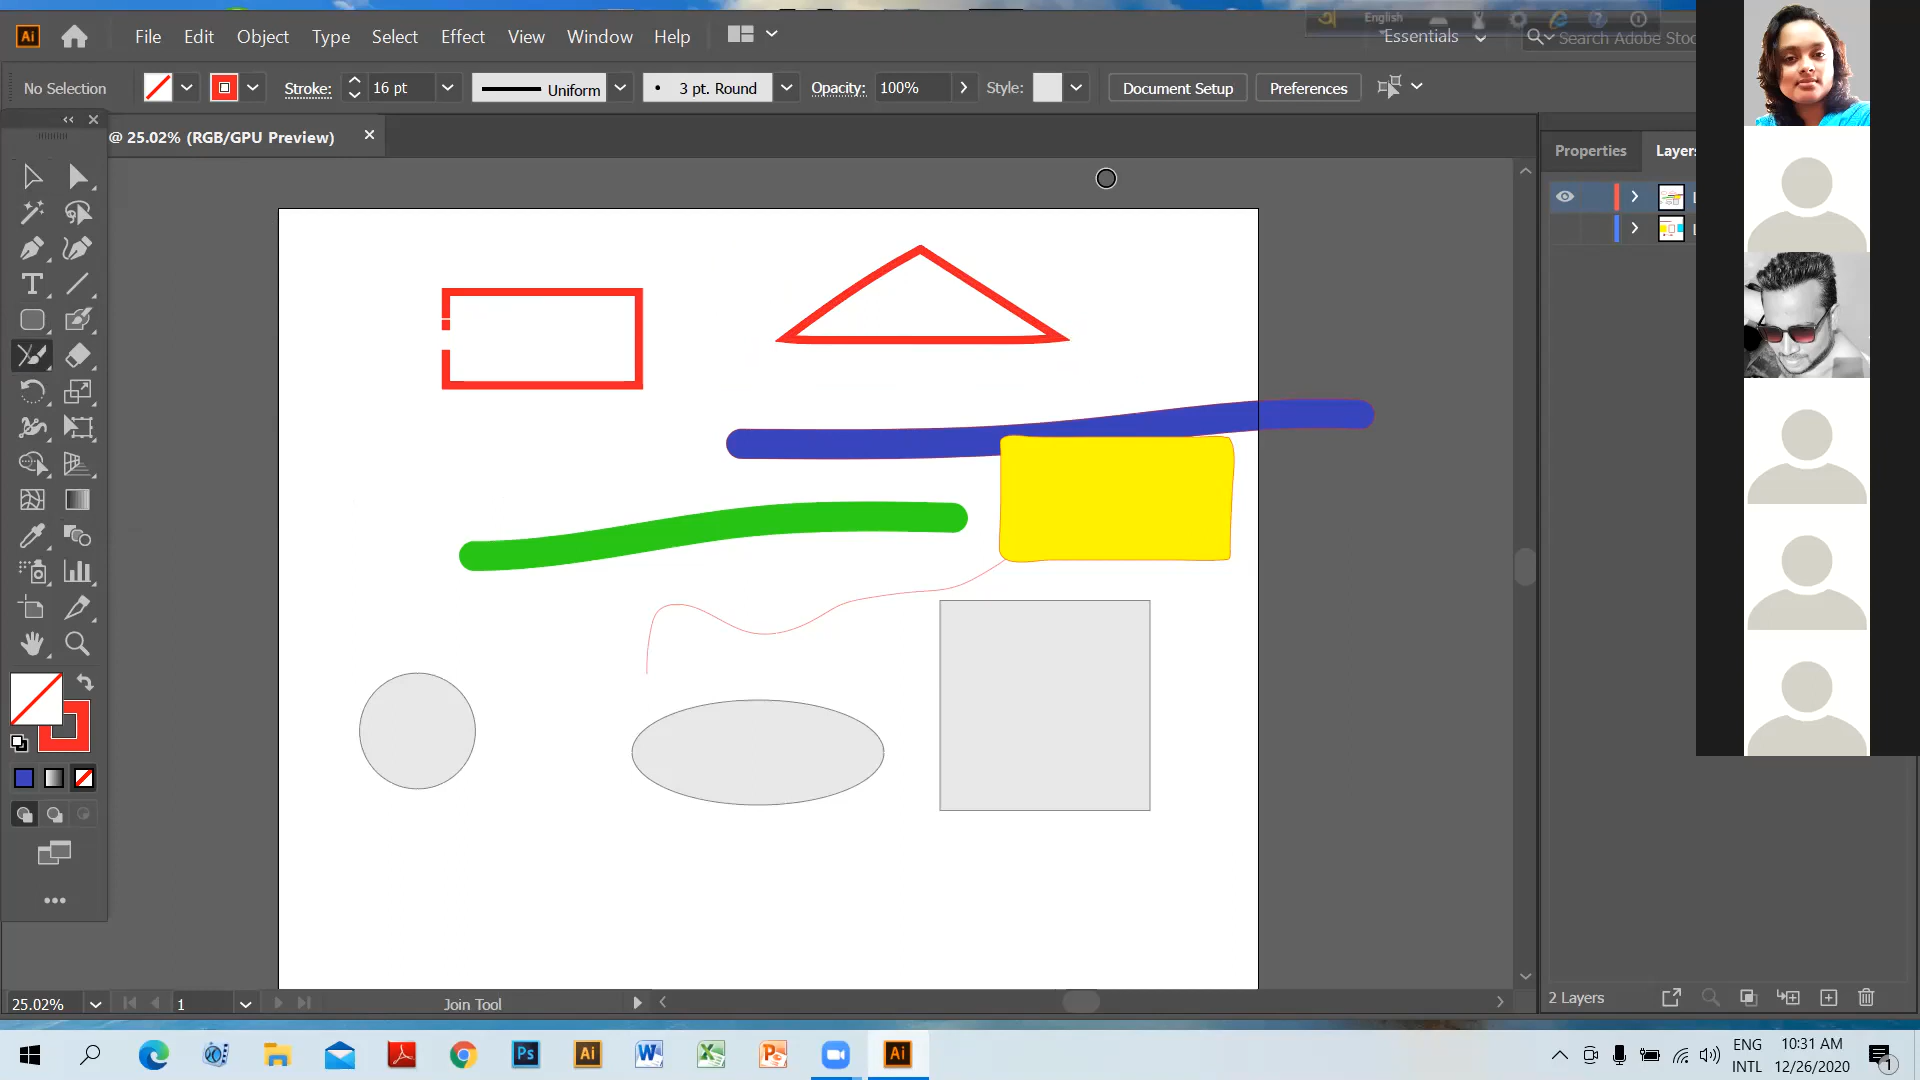 English
Ai File Edit Object Type Select Effect View Window Help Essentials Search Adobe Stoc
No Selection Stroke: 16 pt Uniform 3 pt. Round Opacity: 100% Style: Document Setup Preferences
@ 25.02% (RGB/GPU Preview)
Properties Layers
2 Layers
25.02% 1 Join Tool
Ps Ai Ai
ENG 10:31 AM
INTL 12/26/2020 1